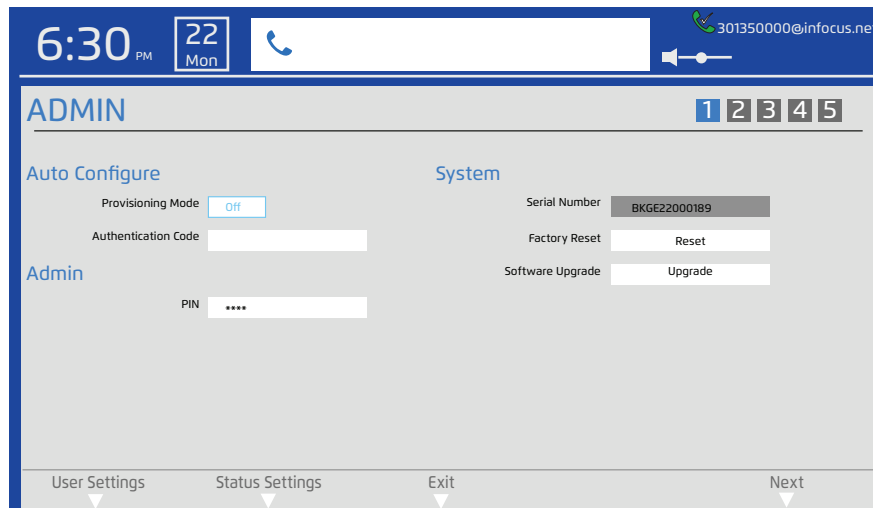 6:30 PM
22
Mon
301350000@infocus.ne
ADMIN
1 2 3 4 5
Auto Configure
Provisioning Mode Off
Authentication Code
Admin
PIN ****
System
Serial Number BKGE22000189
Factory Reset Reset
Software Upgrade Upgrade
User Settings Status Settings Exit Next